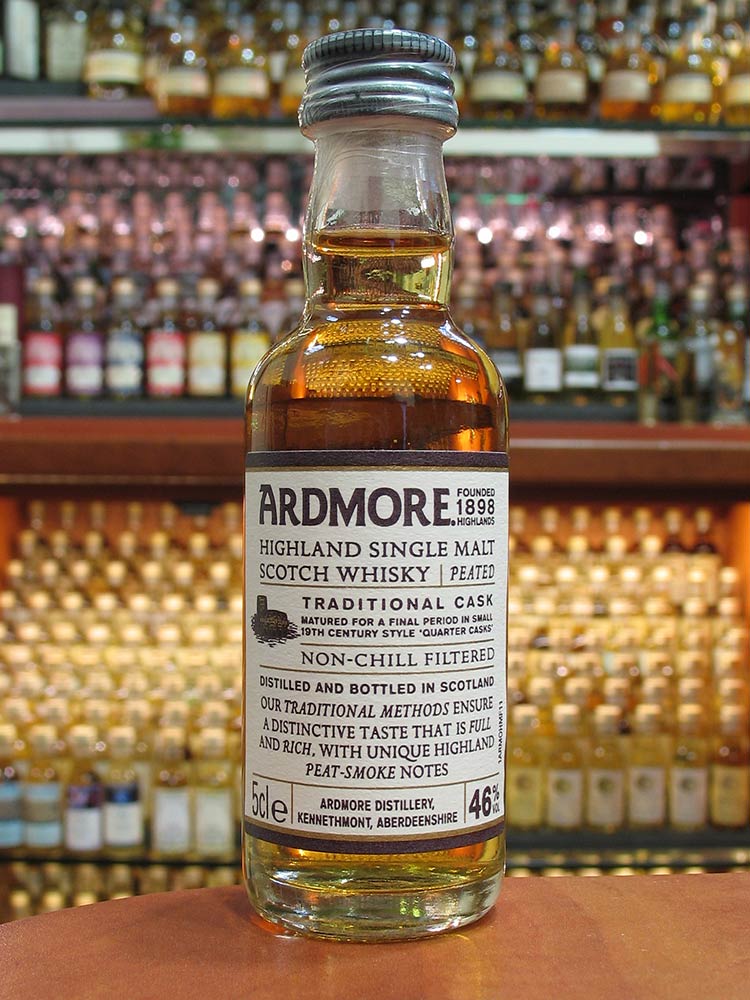 ARDMORE. FOUNDED 1898 HIGHLANDS
HIGHLAND SINGLE MALT
SCOTCH WHISKY | PEATED
TRADITIONAL CASK
MATURED FOR A FINAL PERIOD IN SMALL
19TH CENTURY STYLE 'QUARTER CASKS'
NON-CHILL FILTERED
DISTILLED AND BOTTLED IN SCOTLAND
OUR TRADITIONAL METHODS ENSURE
A DISTINCTIVE TASTE THAT IS FULL
AND RICH, WITH UNIQUE HIGHLAND
PEAT-SMOKE NOTES
5cl e
ARDMORE DISTILLERY,
KENNETHMONT, ABERDEENSHIRE
46% VOL